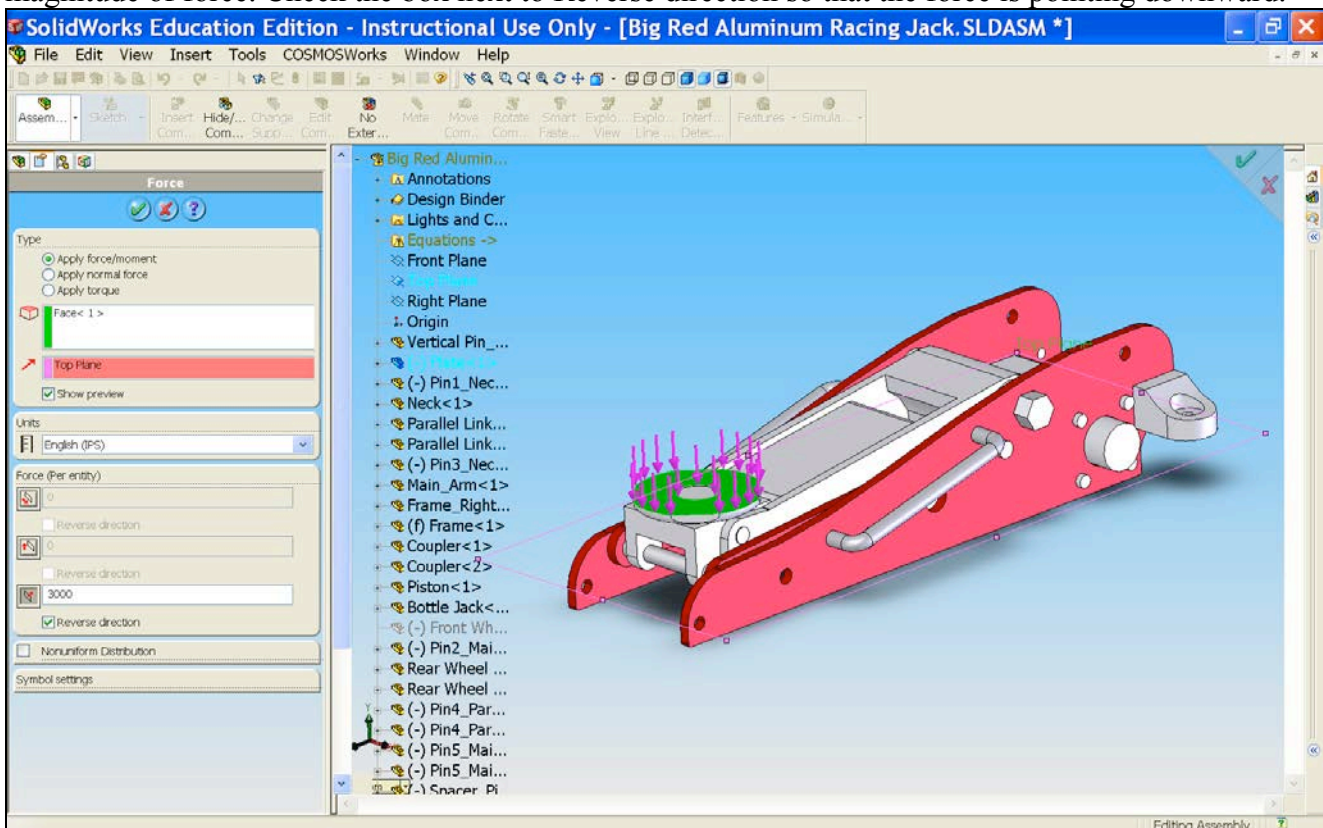 magnitude of force. Check the box next to Reverse direction so that the force is pointing downward.
SolidWorks Education Edition - Instructional Use Only - [Big Red Aluminum Racing Jack.SLDASM *]
File Edit View Insert Tools COSMOSWorks Window Help
Assem... Sketch Insert Hide/... Change Edit No Mate Move Rotate Smart Explo... Explo... Interf... Features Simula...
Com... Com... Supp... Com... Exter... Com... Com... Faste... View Line ... Detec...
Force
Type
Apply force/moment
Apply normal force
Apply torque
Face< 1 >
Top Plane
Show preview
Units
English (IPS)
Force (Per entity)
0
Reverse direction
0
Reverse direction
3000
Reverse direction
Nonuniform Distribution
Symbol settings
Big Red Alumin...
Annotations
Design Binder
Lights and C...
Equations ->
Front Plane
Top Plane
Right Plane
Origin
Vertical Pin_...
(-) Plate<1>
(-) Pin1_Nec...
Neck<1>
Parallel Link...
Parallel Link...
(-) Pin3_Nec...
Main_Arm<1>
Frame_Right...
(f) Frame<1>
Coupler<1>
Coupler<2>
Piston<1>
Bottle Jack<...
(-) Front Wh...
(-) Pin2_Mai...
Rear Wheel ...
Rear Wheel ...
(-) Pin4_Par...
(-) Pin4_Par...
(-) Pin5_Mai...
(-) Pin5_Mai...
(-) Spacer_Pi
Top Plane
Y
Editing Assembly